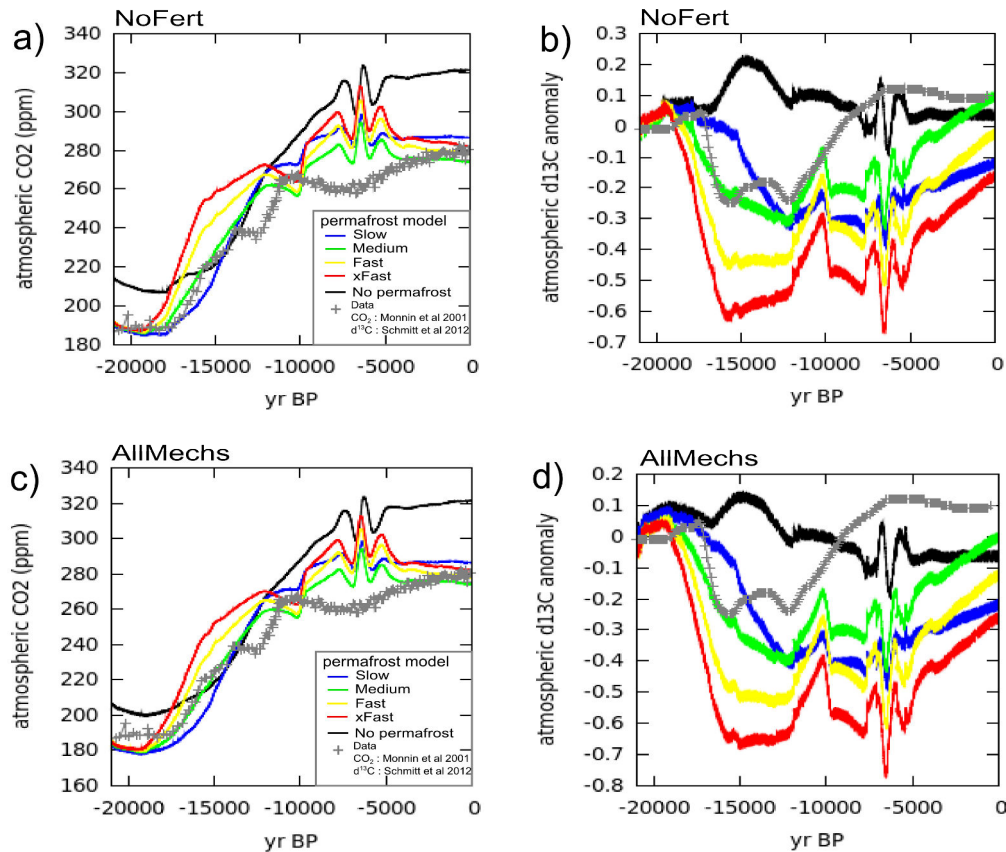 a)
NoFert
atmospheric CO2 (ppm)
340
320
300
280
260
240
220
200
180
-20000 -15000 -10000 -5000 0
yr BP
permafrost model
Slow
Medium
Fast
xFast
No permafrost
Data
CO₂ : Monnin et al 2001
d¹³C : Schmitt et al 2012
b)
NoFert
atmospheric d13C anomaly
0.3
0.2
0.1
0
-0.1
-0.2
-0.3
-0.4
-0.5
-0.6
-0.7
-20000 -15000 -10000 -5000 0
yr BP
c)
AllMechs
atmospheric CO2 (ppm)
340
320
300
280
260
240
220
200
180
160
-20000 -15000 -10000 -5000 0
yr BP
permafrost model
Slow
Medium
Fast
xFast
No permafrost
Data
CO₂ : Monnin et al 2001
d¹³C : Schmitt et al 2012
d)
AllMechs
atmospheric d13C anomaly
0.2
0.1
0
-0.1
-0.2
-0.3
-0.4
-0.5
-0.6
-0.7
-0.8
-20000 -15000 -10000 -5000 0
yr BP